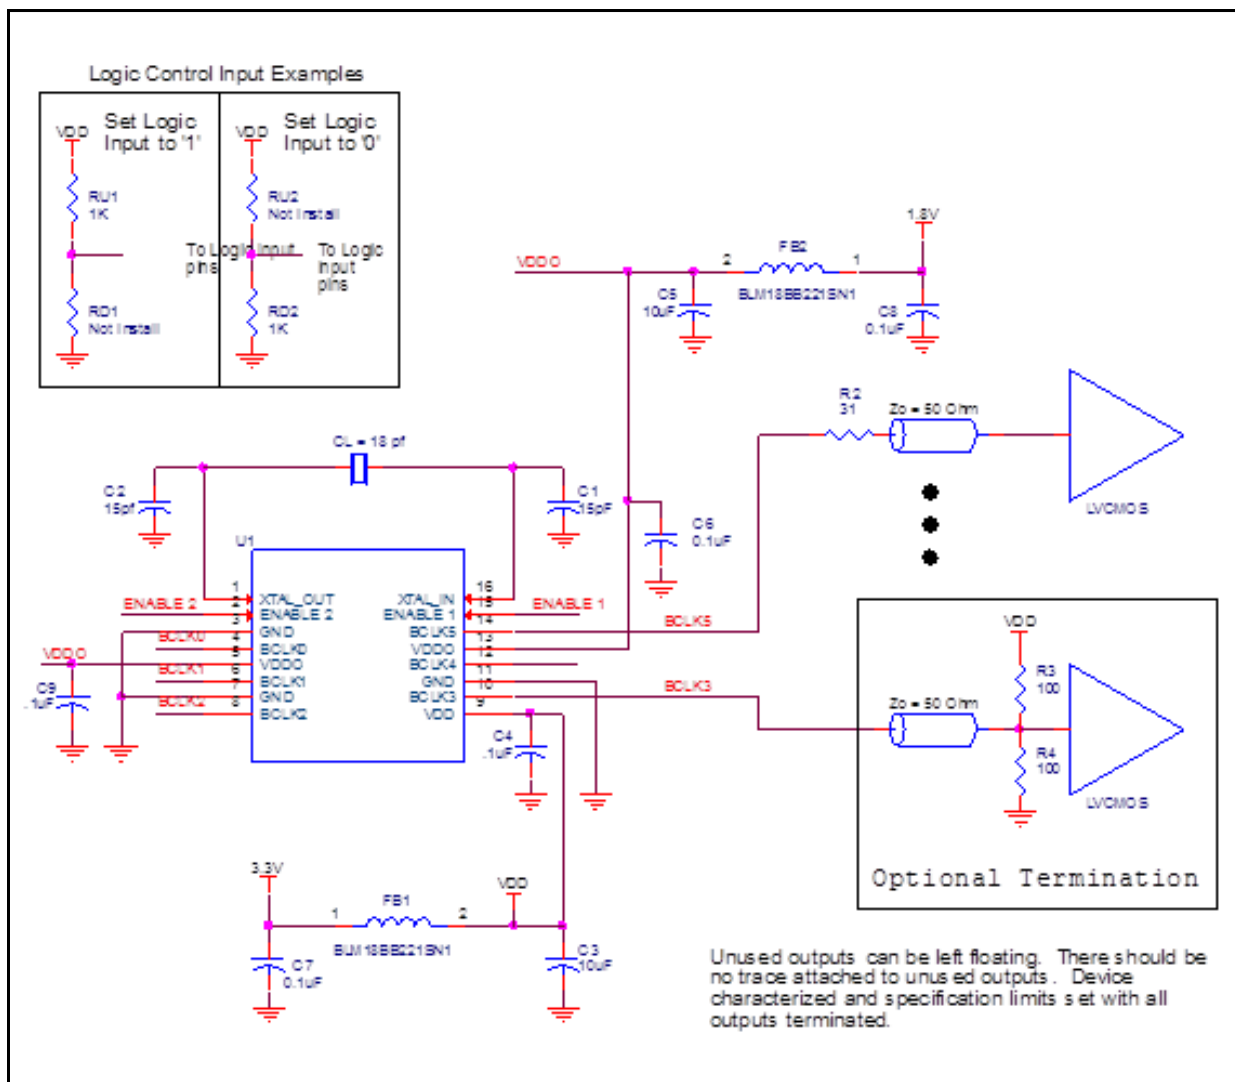 Logic Control Input Examples
Set Logic
Input to '1'
Set Logic
Input to '0'
VDD
VDD
RU1
1K
RU2
Not Install
To Logic Input
pins
To Logic
Input
pins
RD1
Not Install
RD2
1K
1.8V
VDDO
2
FB2
1
BLM18BB221SN1
C5
10uF
C8
0.1uF
R2
31
Zo = 50 Ohm
LVCMOS
CL = 18 pf
C2
15pf
C1
15pF
C6
0.1uF
U1
1
XTAL_OUT
XTAL_IN
16
ENABLE 2
2
ENABLE 2
ENABLE 1
15
ENABLE 1
3
GND
BCLK5
14
BCLK5
BCLK0
4
BCLK0
VDDO
13
VDDO
5
VDDO
BCLK4
12
BCLK1
6
BCLK1
GND
11
7
GND
BCLK3
10
BCLK3
BCLK2
8
BCLK2
VDD
9
C9
.1uF
C4
.1uF
VDD
R3
100
Zo = 50 Ohm
R4
100
LVCMOS
Optional Termination
3.3V
1
FB1
2
VDD
BLM18BB221SN1
C7
0.1uF
C3
10uF
Unused outputs can be left floating. There should be
no trace attached to unused outputs. Device
characterized and specification limits set with all
outputs terminated.